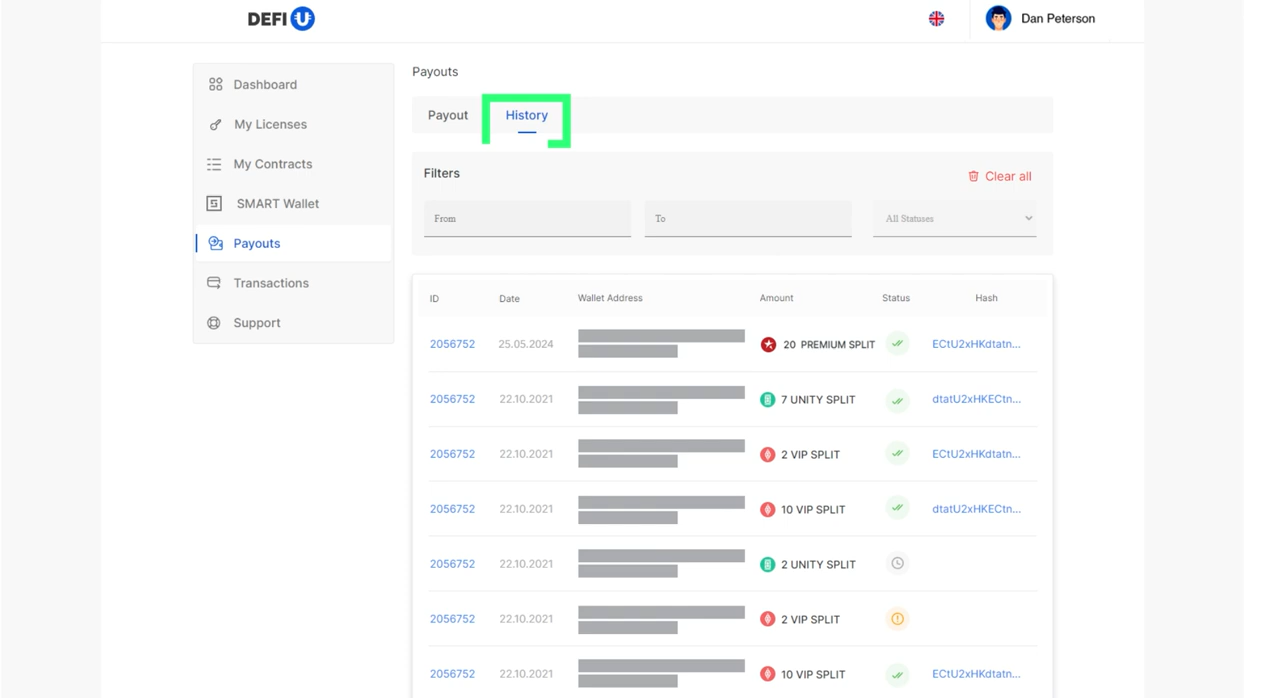 DEFI U
Dan Peterson
Dashboard
My Licenses
My Contracts
SMART Wallet
Payouts
Transactions
Support
Payouts
Payout History
Filters
Clear all
From To All Statuses
ID Date Wallet Address Amount Status Hash
2056752 25.05.2024 20 PREMIUM SPLIT ECtU2xHKdtatn...
2056752 22.10.2021 7 UNITY SPLIT dtatU2xHKECtn...
2056752 22.10.2021 2 VIP SPLIT ECtU2xHKdtatn...
2056752 22.10.2021 10 VIP SPLIT dtatU2xHKECtn...
2056752 22.10.2021 2 UNITY SPLIT
2056752 22.10.2021 2 VIP SPLIT
2056752 22.10.2021 10 VIP SPLIT ECtU2xHKdtatn...